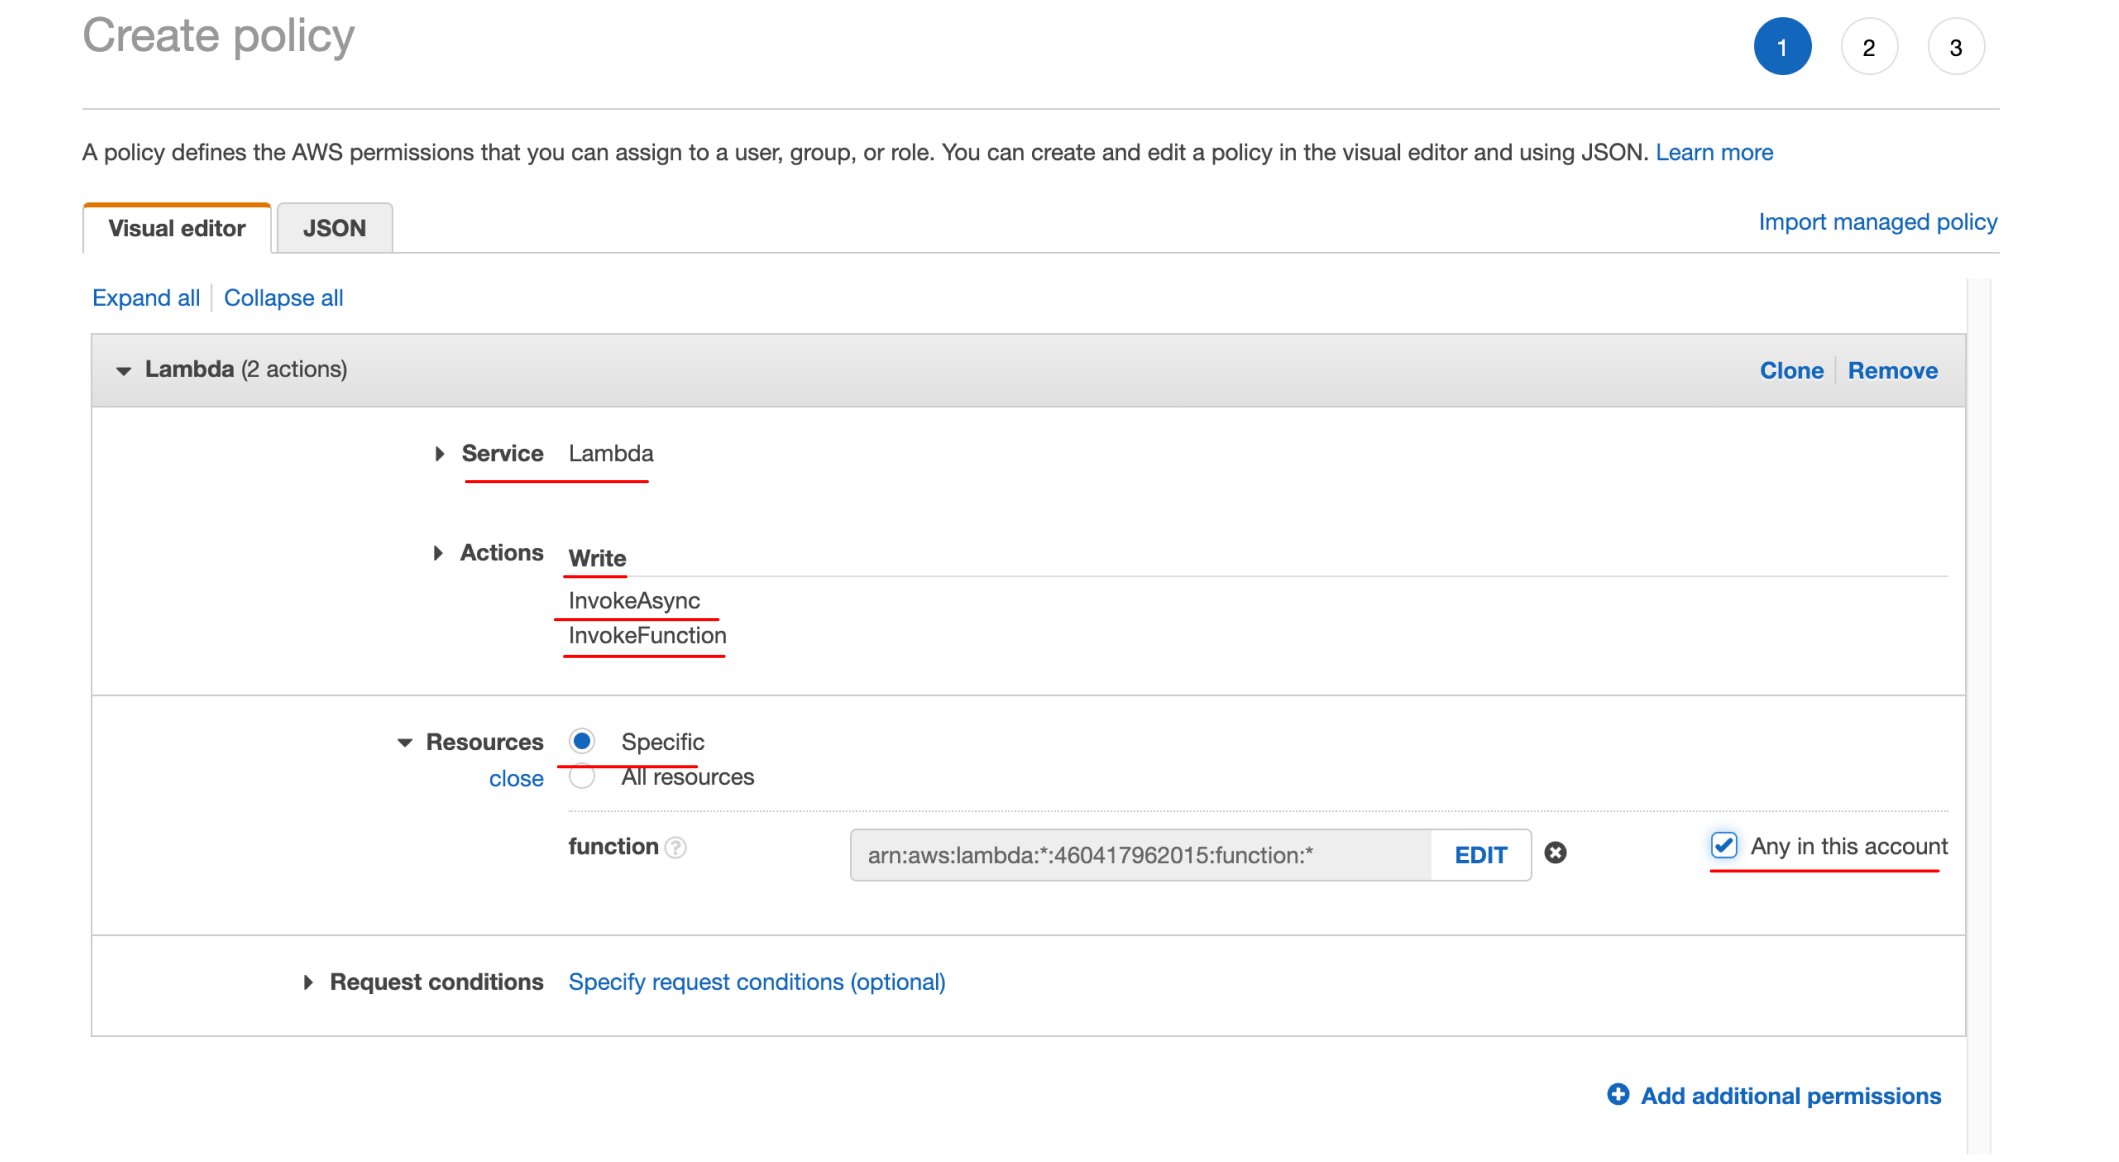 Create policy
1 2 3
A policy defines the AWS permissions that you can assign to a user, group, or role. You can create and edit a policy in the visual editor and using JSON. Learn more
Visual editor JSON Import managed policy
Expand all Collapse all
Lambda (2 actions) Clone Remove
Service Lambda
Actions Write
InvokeAsync
InvokeFunction
Resources Specific
close All resources
function ? arn:aws:lambda:*:460417962015:function:* EDIT Any in this account
Request conditions Specify request conditions (optional)
Add additional permissions